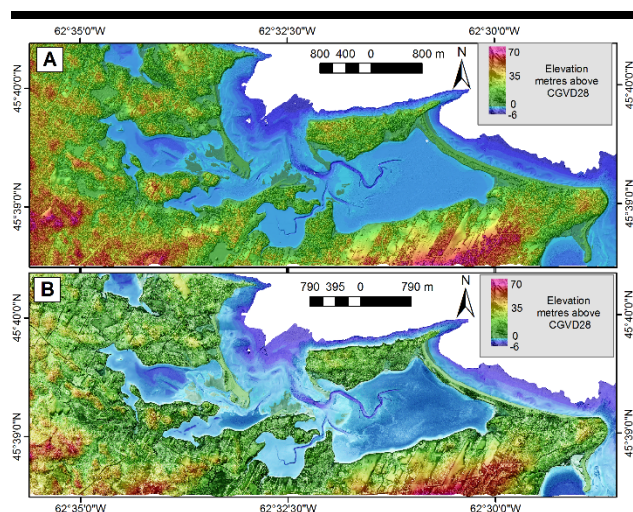 62°35'0"W 62°32'30"W 62°30'0"W
A
800 400 0 800 m
N
70
35
0
-6
Elevation
metres above
CGVD28
45°40'0"N
45°40'0"N
45°39'0"N
45°39'0"N
B
790 395 0 790 m
N
70
35
0
-6
Elevation
metres above
CGVD28
45°40'0"N
45°40'0"N
45°39'0"N
45°39'0"N
62°35'0"W 62°32'30"W 62°30'0"W